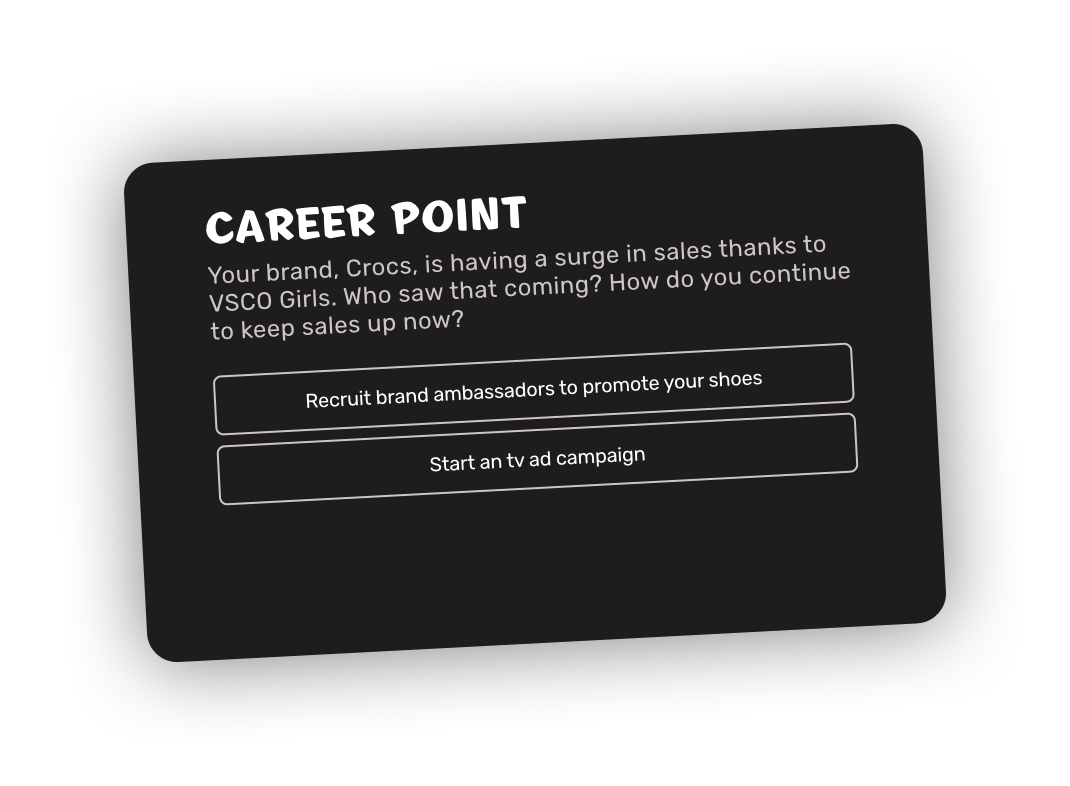 CAREER POINT
Your brand, Crocs, is having a surge in sales thanks to
VSCO Girls. Who saw that coming? How do you continue
to keep sales up now?
Recruit brand ambassadors to promote your shoes
Start an tv ad campaign